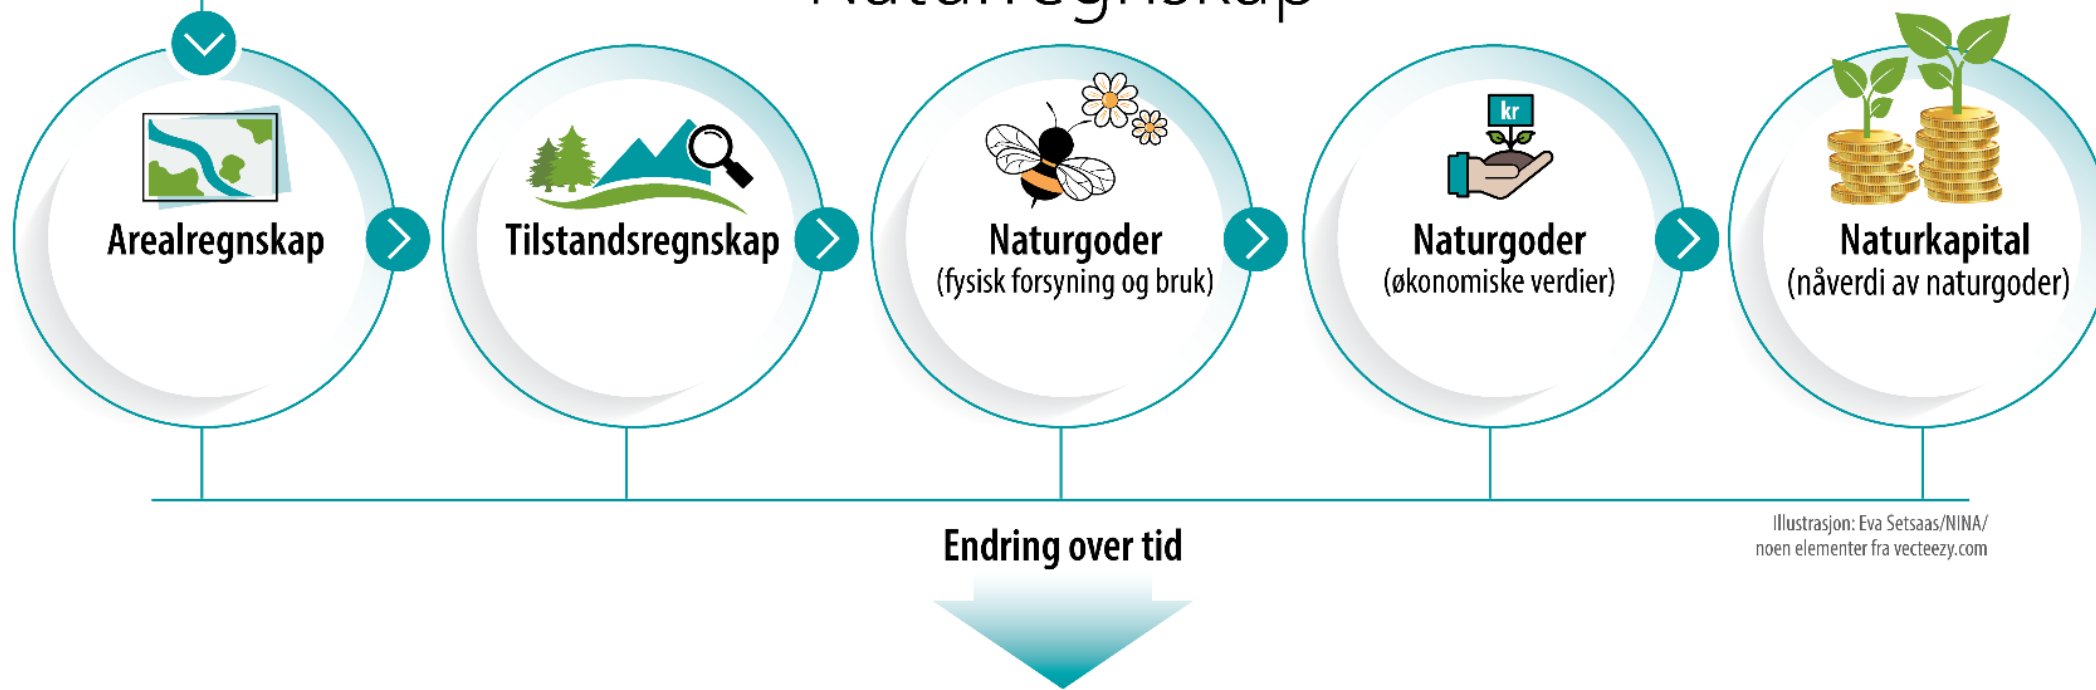 Naturregnskap
kr
Arealregnskap
Tilstandsregnskap
Naturgoder
(fysisk forsyning og bruk)
Naturgoder
(økonomiske verdier)
Naturkapital
(nåverdi av naturgoder)
Endring over tid
Illustrasjon: Eva Setsaas/NINA/
noen elementer fra vecteezy.com